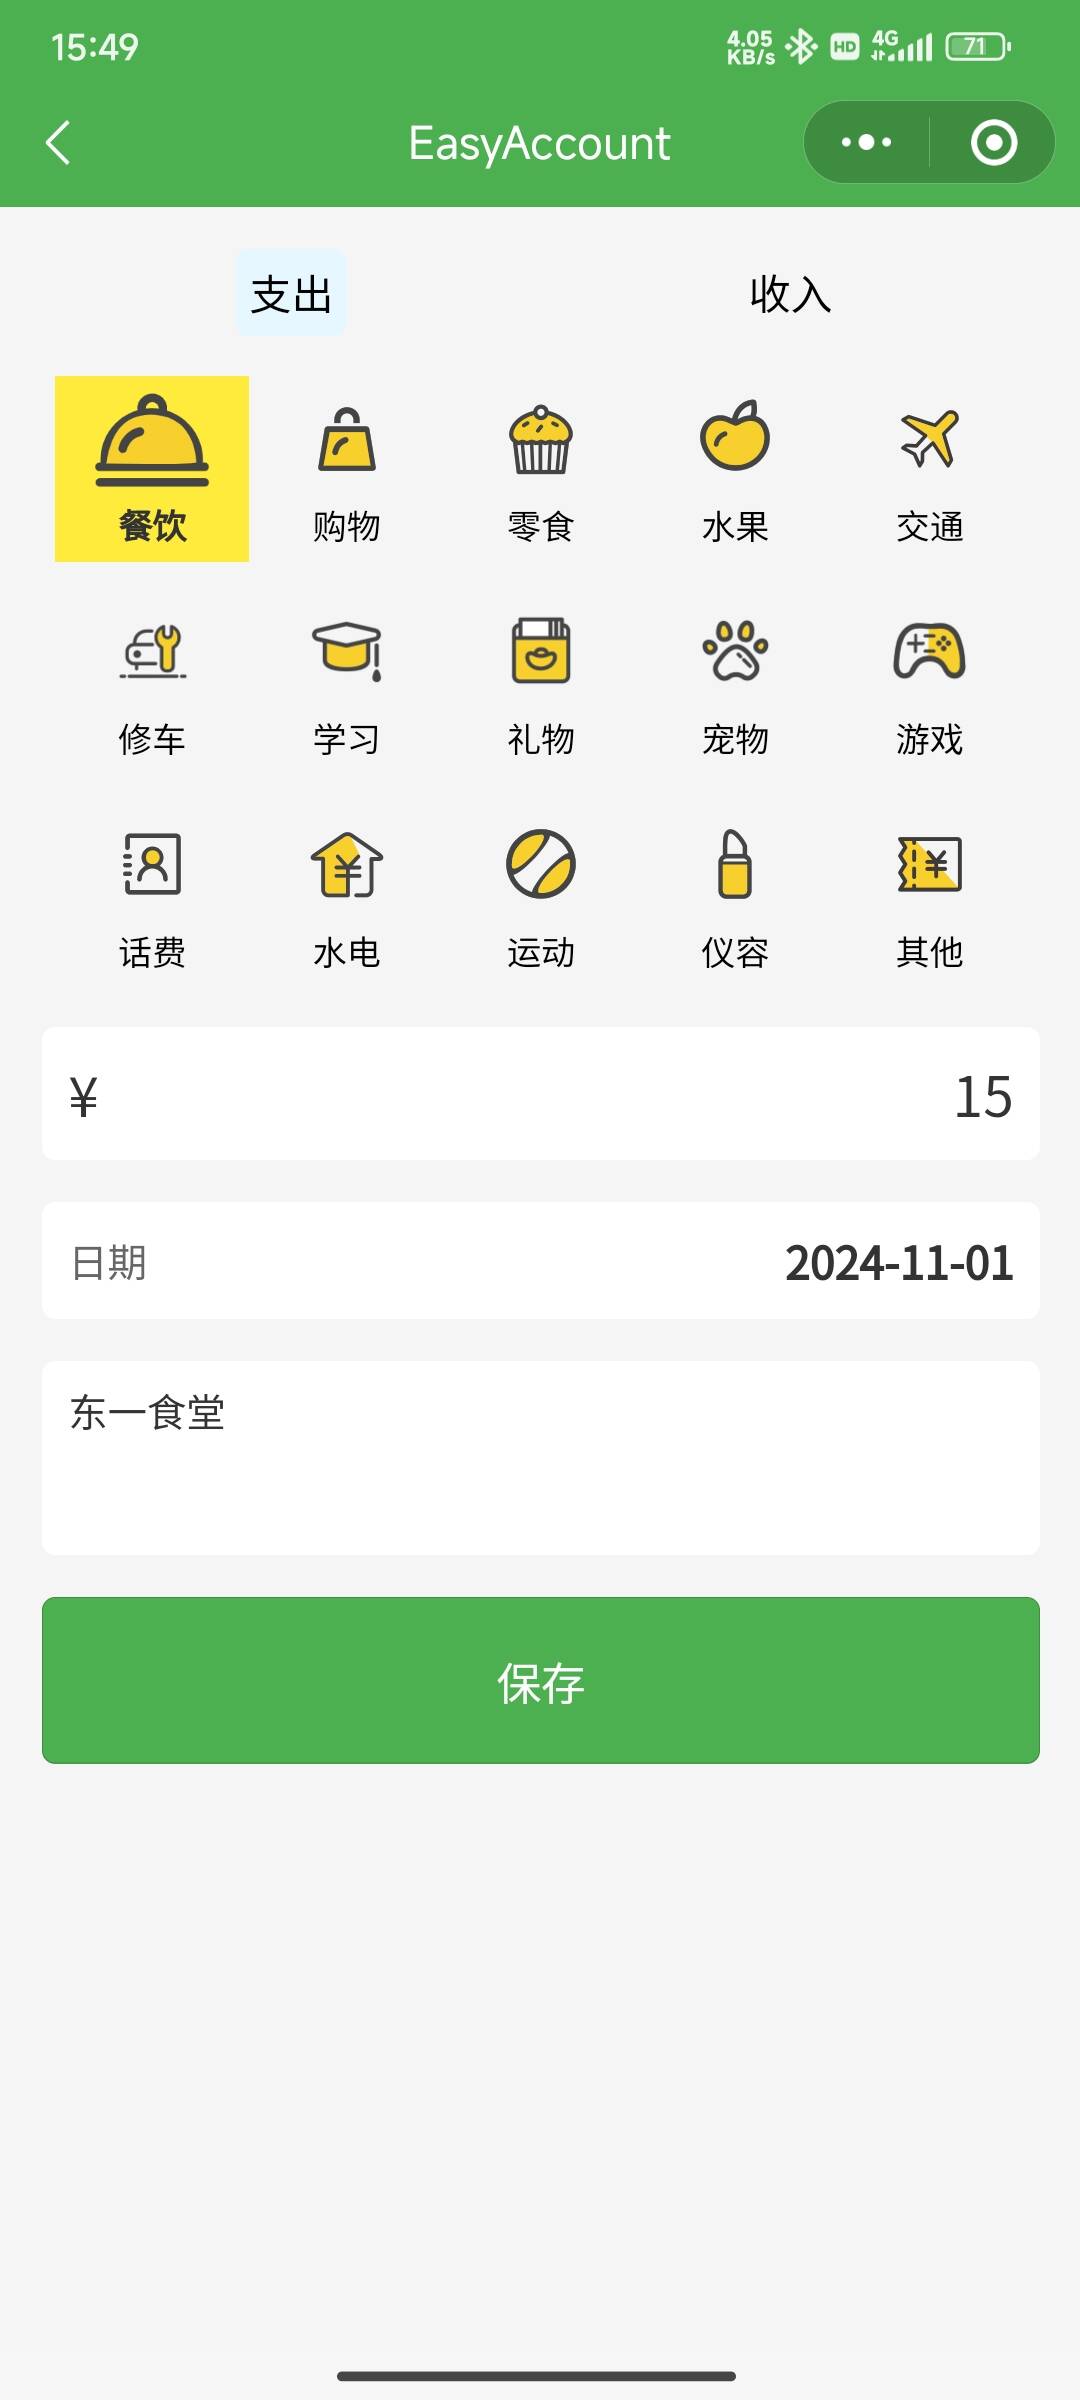 15:49
4.05 KB/s HD 4G 71
EasyAccount
支出 收入
餐饮 购物 零食 水果 交通
修车 学习 礼物 宠物 游戏
话费 水电 运动 仪容 其他
¥ 15
日期 2024-11-01
东一食堂
保存